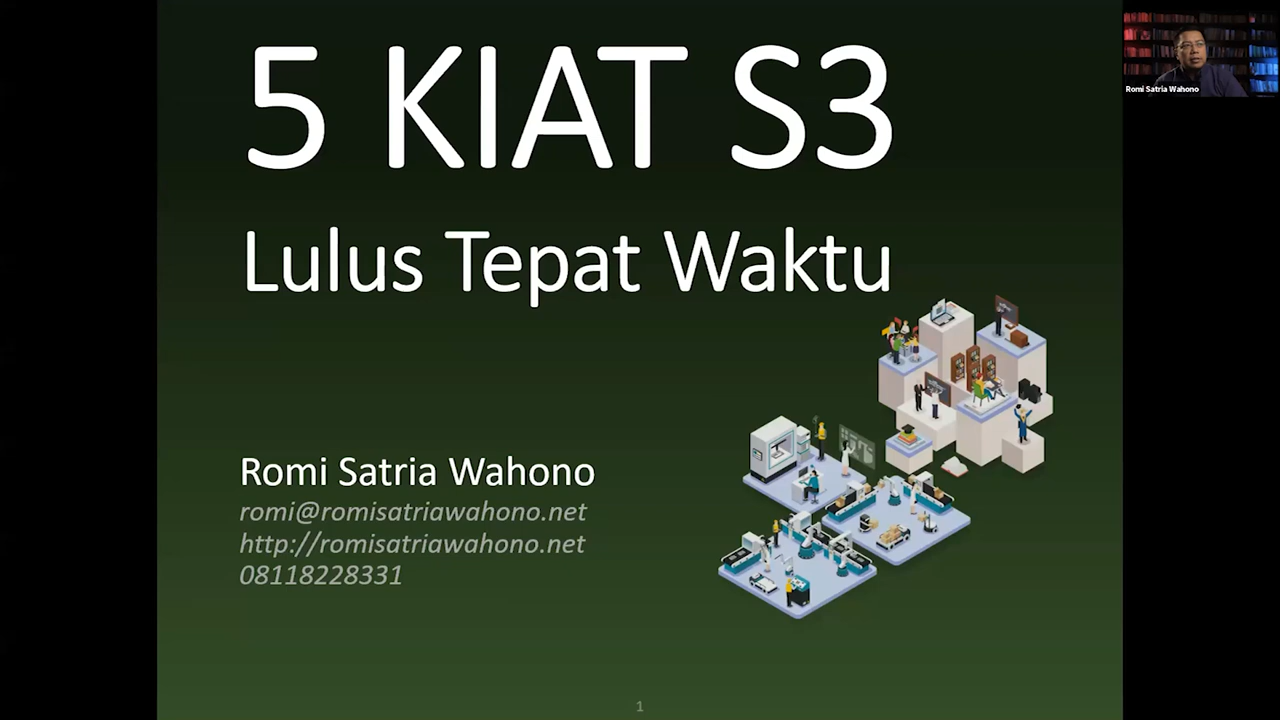 5 KIAT S3
Lulus Tepat Waktu
Romi Satria Wahono
romi@romisatriawahono.net
http://romisatriawahono.net
08118228331
1
Romi Satria Wahono